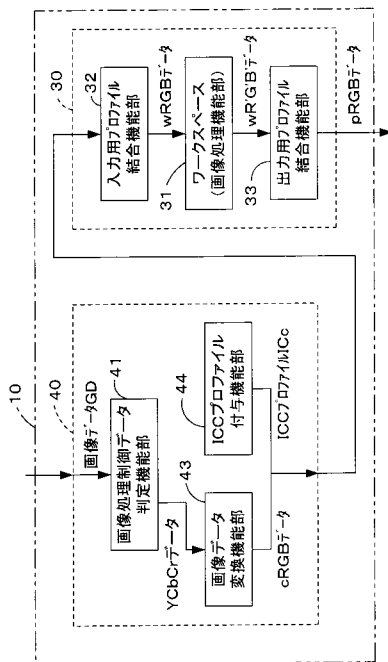 10
40
画像データGD
41
画像処理制御データ
判定機能部
YCbCrデータ
43
画像データ
変換機能部
44
ICCプロファイル
付与機能部
cRGBデータ
ICCプロファイルICc
30
32
入力用プロファイル
結合機能部
wRGBデータ
31
ワークスペース
(画像処理機能部)
wR'G'B'データ
33
出力用プロファイル
結合機能部
pRGBデータ